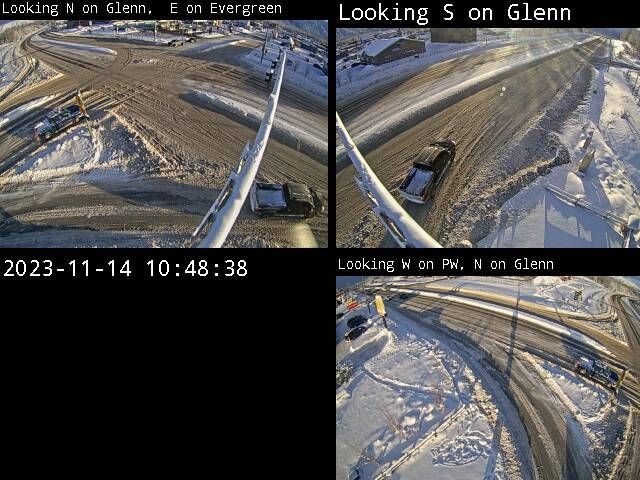 Looking N on Glenn,  E on Evergreen
Looking S on Glenn
2023-11-14 10:48:38
Looking W on PW, N on Glenn